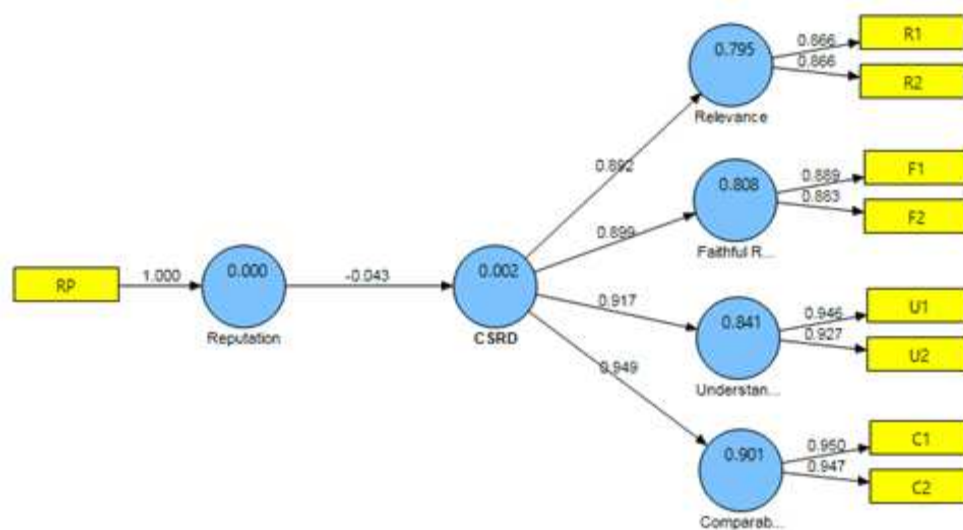 RP
1.000
0.000
Reputation
-0.043
0.002
CSRD
0.892
0.899
0.917
0.949
0.795
Relevance
0.866
0.866
R1
R2
0.808
Faithful R...
0.889
0.883
F1
F2
0.841
Understan...
0.946
0.927
U1
U2
0.901
Comparab...
0.950
0.947
C1
C2